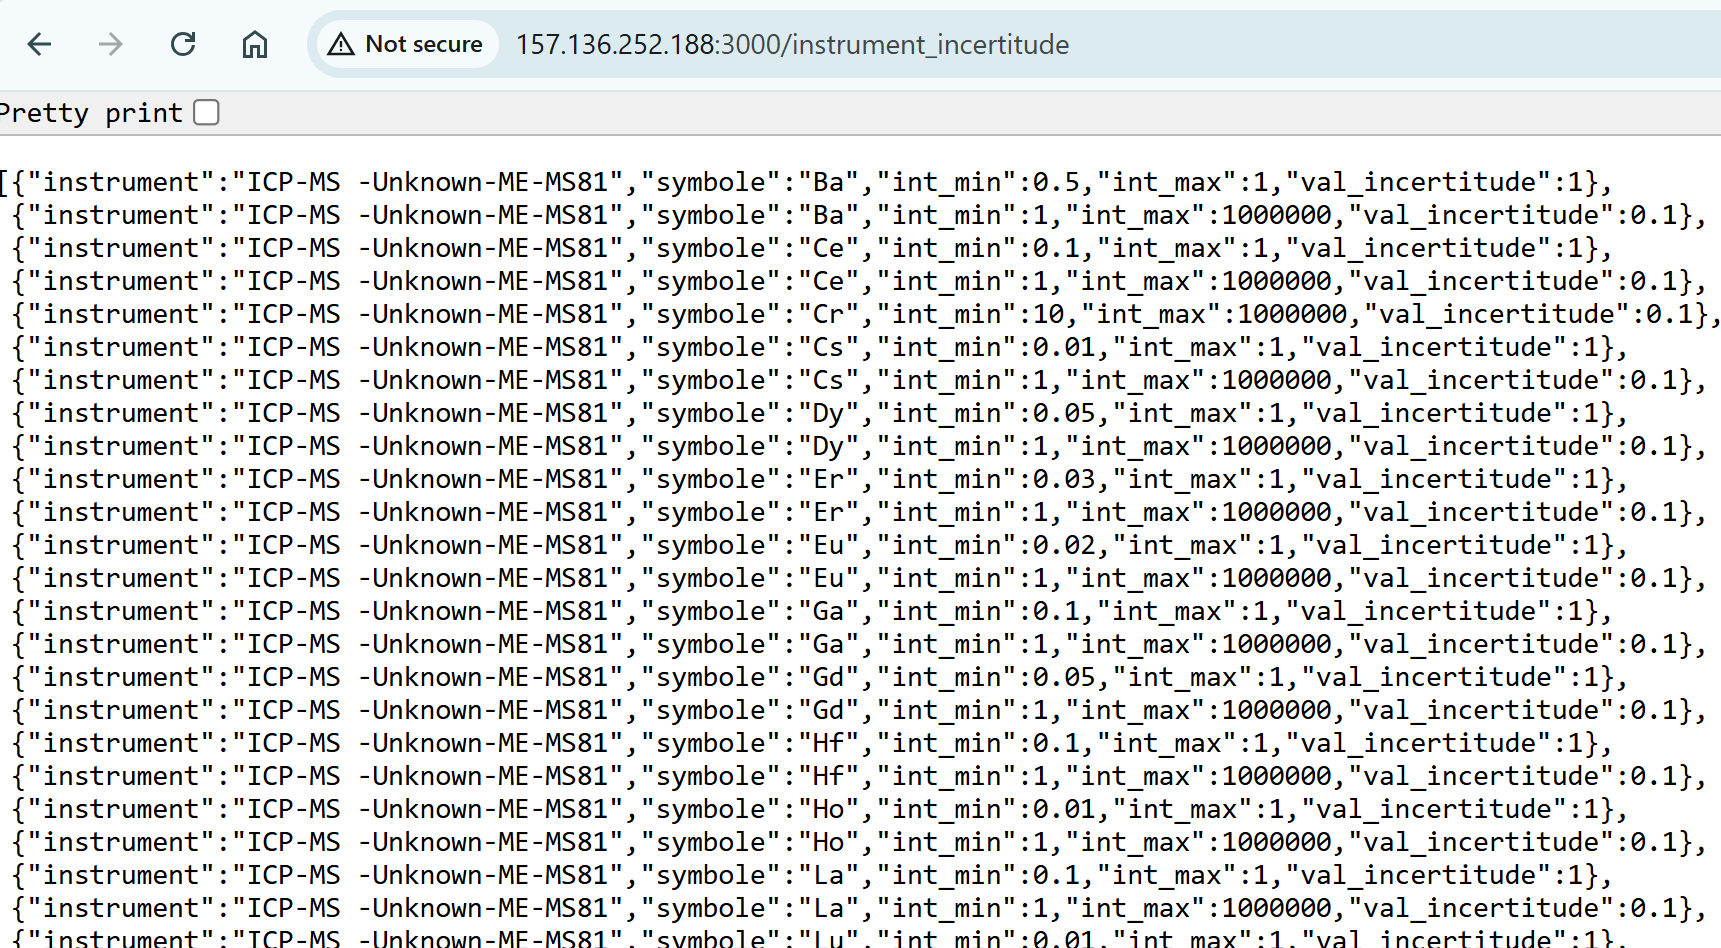 Not secure 157.136.252.188:3000/instrument_incertitude
Pretty print
[{"instrument":"ICP-MS -Unknown-ME-MS81","symbole":"Ba","int_min":0.5,"int_max":1,"val_incertitude":1},
{"instrument":"ICP-MS -Unknown-ME-MS81","symbole":"Ba","int_min":1,"int_max":1000000,"val_incertitude":0.1},
{"instrument":"ICP-MS -Unknown-ME-MS81","symbole":"Ce","int_min":0.1,"int_max":1,"val_incertitude":1},
{"instrument":"ICP-MS -Unknown-ME-MS81","symbole":"Ce","int_min":1,"int_max":1000000,"val_incertitude":0.1},
{"instrument":"ICP-MS -Unknown-ME-MS81","symbole":"Cr","int_min":10,"int_max":1000000,"val_incertitude":0.1},
{"instrument":"ICP-MS -Unknown-ME-MS81","symbole":"Cs","int_min":0.01,"int_max":1,"val_incertitude":1},
{"instrument":"ICP-MS -Unknown-ME-MS81","symbole":"Cs","int_min":1,"int_max":1000000,"val_incertitude":0.1},
{"instrument":"ICP-MS -Unknown-ME-MS81","symbole":"Dy","int_min":0.05,"int_max":1,"val_incertitude":1},
{"instrument":"ICP-MS -Unknown-ME-MS81","symbole":"Dy","int_min":1,"int_max":1000000,"val_incertitude":0.1},
{"instrument":"ICP-MS -Unknown-ME-MS81","symbole":"Er","int_min":0.03,"int_max":1,"val_incertitude":1},
{"instrument":"ICP-MS -Unknown-ME-MS81","symbole":"Er","int_min":1,"int_max":1000000,"val_incertitude":0.1},
{"instrument":"ICP-MS -Unknown-ME-MS81","symbole":"Eu","int_min":0.02,"int_max":1,"val_incertitude":1},
{"instrument":"ICP-MS -Unknown-ME-MS81","symbole":"Eu","int_min":1,"int_max":1000000,"val_incertitude":0.1},
{"instrument":"ICP-MS -Unknown-ME-MS81","symbole":"Ga","int_min":0.1,"int_max":1,"val_incertitude":1},
{"instrument":"ICP-MS -Unknown-ME-MS81","symbole":"Ga","int_min":1,"int_max":1000000,"val_incertitude":0.1},
{"instrument":"ICP-MS -Unknown-ME-MS81","symbole":"Gd","int_min":0.05,"int_max":1,"val_incertitude":1},
{"instrument":"ICP-MS -Unknown-ME-MS81","symbole":"Gd","int_min":1,"int_max":1000000,"val_incertitude":0.1},
{"instrument":"ICP-MS -Unknown-ME-MS81","symbole":"Hf","int_min":0.1,"int_max":1,"val_incertitude":1},
{"instrument":"ICP-MS -Unknown-ME-MS81","symbole":"Hf","int_min":1,"int_max":1000000,"val_incertitude":0.1},
{"instrument":"ICP-MS -Unknown-ME-MS81","symbole":"Ho","int_min":0.01,"int_max":1,"val_incertitude":1},
{"instrument":"ICP-MS -Unknown-ME-MS81","symbole":"Ho","int_min":1,"int_max":1000000,"val_incertitude":0.1},
{"instrument":"ICP-MS -Unknown-ME-MS81","symbole":"La","int_min":0.1,"int_max":1,"val_incertitude":1},
{"instrument":"ICP-MS -Unknown-ME-MS81","symbole":"La","int_min":1,"int_max":1000000,"val_incertitude":0.1},
{"instrument":"ICP-MS -Unknown-ME-MS81","symbole":"Lu","int_min":0.01,"int_max":1,"val_incertitude":1},